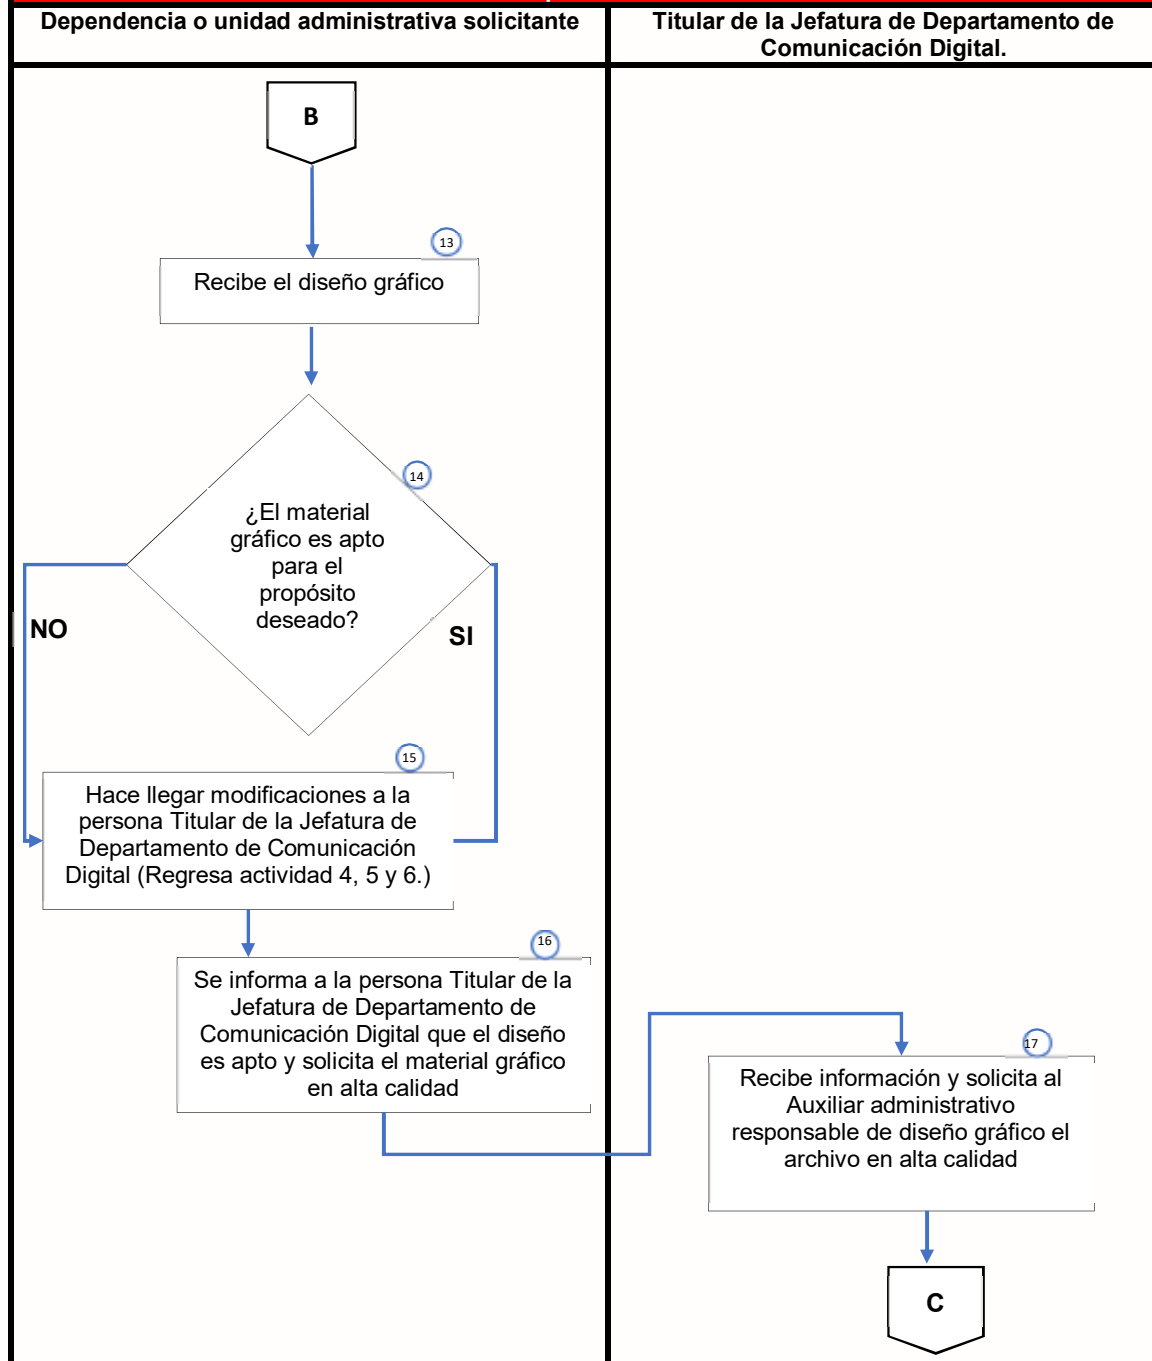 Dependencia o unidad administrativa solicitante
Titular de la Jefatura de Departamento de
Comunicación Digital.
B
13
Recibe el diseño gráfico
14
¿El material
gráfico es apto
para el
propósito
deseado?
NO
SI
15
Hace llegar modificaciones a la
persona Titular de la Jefatura de
Departamento de Comunicación
Digital (Regresa actividad 4, 5 y 6.)
16
Se informa a la persona Titular de la
Jefatura de Departamento de
Comunicación Digital que el diseño
es apto y solicita el material gráfico
en alta calidad
17
Recibe información y solicita al
Auxiliar administrativo
responsable de diseño gráfico el
archivo en alta calidad
C